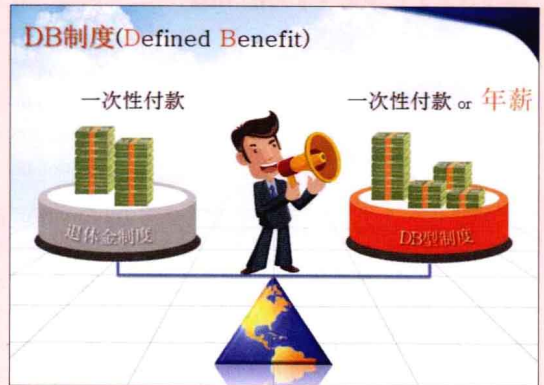 DB制度(Defined Benefit)
一次性付款
一次性付款 or 年薪
退休金制度
DB型制度